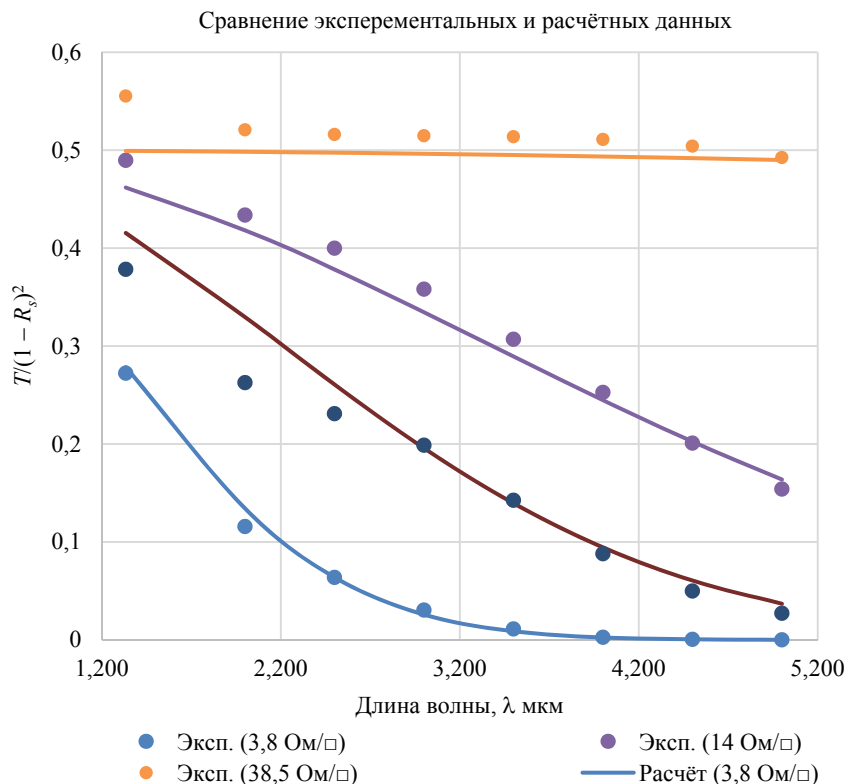 Сравнение эксперементальных и расчётных данных
0,6
0,5
0,4
0,3
0,2
0,1
0
T/(1 – Rs)2
1,200 2,200 3,200 4,200 5,200
Длина волны, λ мкм
Эксп. (3,8 Ом/□) Эксп. (14 Ом/□)
Эксп. (38,5 Ом/□) Расчёт (3,8 Ом/□)